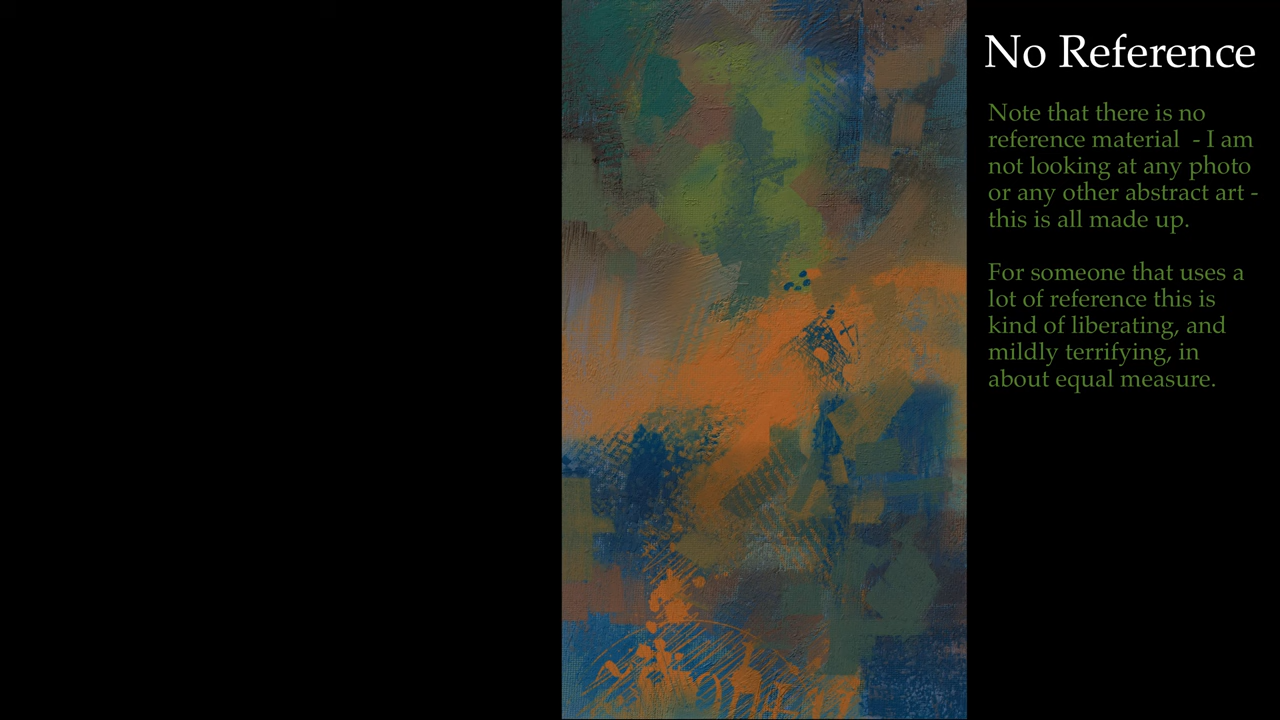 No Reference
Note that there is no
reference material  - I am
not looking at any photo
or any other abstract art -
this is all made up.
For someone that uses a
lot of reference this is
kind of liberating, and
mildly terrifying, in
about equal measure.